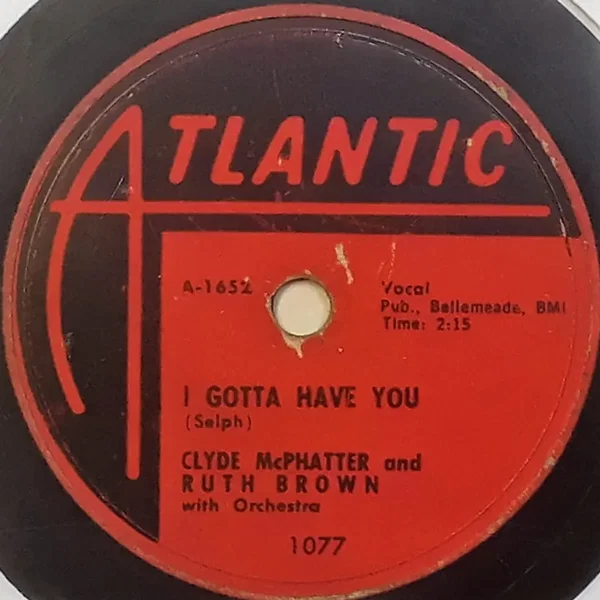 ATLANTIC
A-1652
Vocal
Pub., Bellemeade, BMI
Time: 2:15
I GOTTA HAVE YOU
(Selph)
CLYDE McPHATTER and
RUTH BROWN
with Orchestra
1077